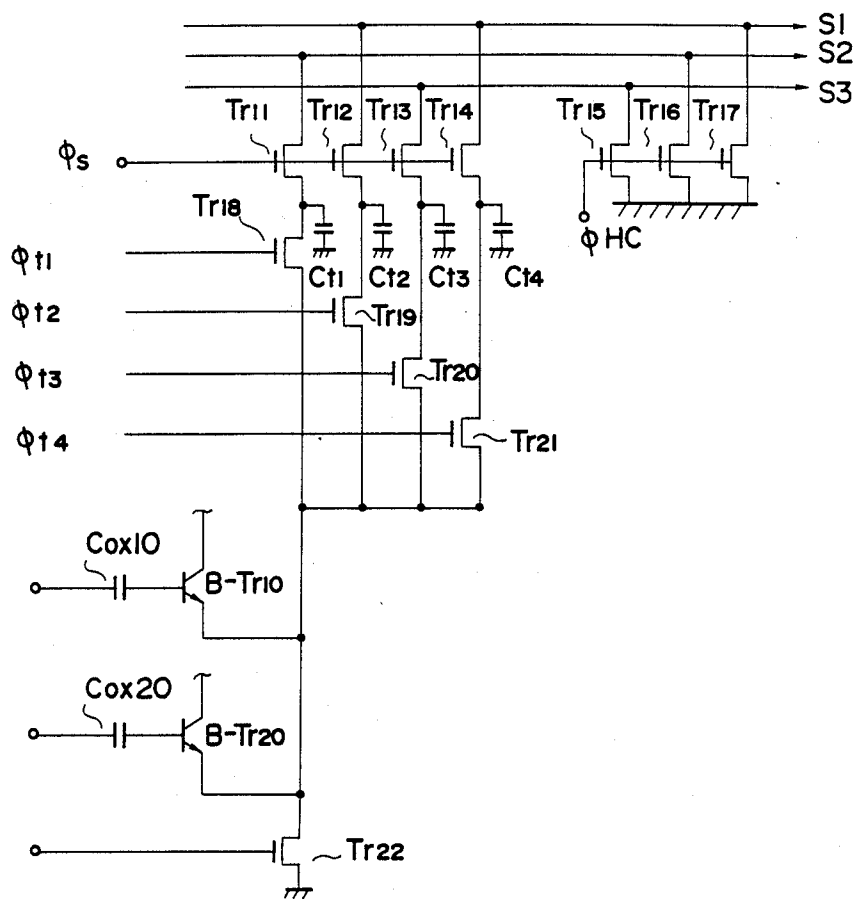 S1
S2
S3
Tr11 Tr12 Tr13 Tr14 Tr15 Tr16 Tr17
ϕs
Tr18
ϕHC
ϕt1
Ct1 Ct2 Ct3 Ct4
ϕt2
Tr19
ϕt3
Tr20
ϕt4
Tr21
Cox10
B-Tr10
Cox20
B-Tr20
Tr22